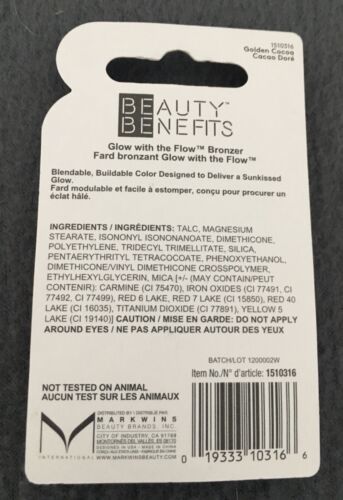 1510316
Golden Cocoa
Cacao Doré
BEAUTY™
BENEFITS
Glow with the Flow™ Bronzer
Fard bronzant Glow with the Flow™
Blendable, Buildable Color Designed to Deliver a Sunkissed
Glow.
Fard modulable et facile à estomper, conçu pour procurer un
éclat hâlé.
INGREDIENTS / INGRÉDIENTS: TALC, MAGNESIUM
STEARATE, ISONONYL ISONONANOATE, DIMETHICONE,
POLYETHYLENE, TRIDECYL TRIMELLITATE, SILICA,
PENTAERYTHRITYL TETRACOCOATE, PHENOXYETHANOL,
DIMETHICONE/VINYL DIMETHICONE CROSSPOLYMER,
ETHYLHEXYLGLYCERIN, MICA [+/- (MAY CONTAIN/PEUT
CONTENIR): CARMINE (CI 75470), IRON OXIDES (CI 77491, CI
77492, CI 77499), RED 6 LAKE, RED 7 LAKE (CI 15850), RED 40
LAKE (CI 16035), TITANIUM DIOXIDE (CI 77891), YELLOW 5
LAKE (CI 19140)] CAUTION / MISE EN GARDE: DO NOT APPLY
AROUND EYES / NE PAS APPLIQUER AUTOUR DES YEUX
BATCH/LOT 1200002W
Item No./N° d'article: 1510316
NOT TESTED ON ANIMAL
AUCUN TEST SUR LES ANIMAUX
DISTRIBUTED BY / DISTRIBUÉ PAR
MARKWINS
BEAUTY BRANDS, INC.
CITY OF INDUSTRY, CA 91789
INTERNATIONAL
WWW.MARKWINSBEAUTY.COM
0 19333 10316 6